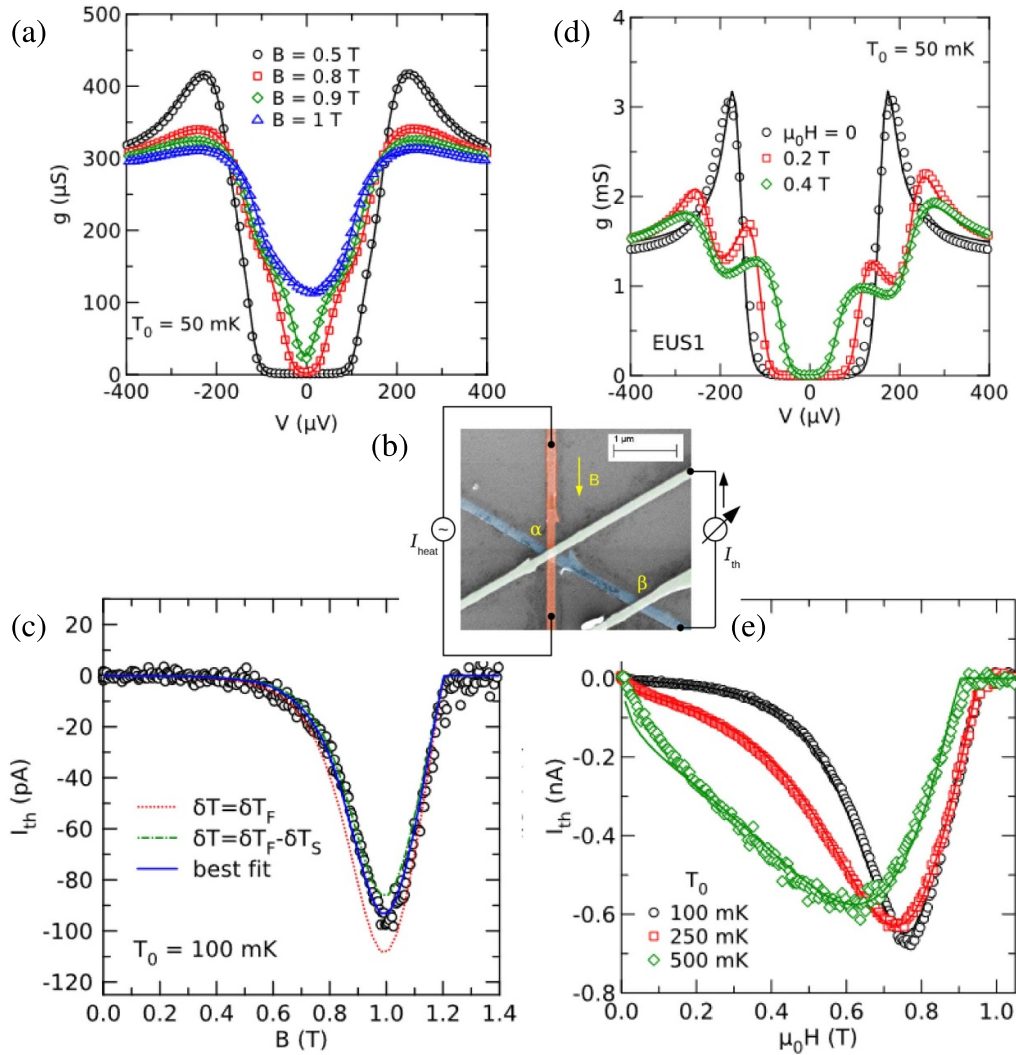 (a)
500
400
300
200
100
0
g (µS)
B = 0.5 T
B = 0.8 T
B = 0.9 T
B = 1 T
T0 = 50 mK
-400 -200 0 200 400
V (µV)
(d)
4
3
2
1
0
g (mS)
T0 = 50 mK
µ0H = 0
0.2 T
0.4 T
EUS1
-400 -200 0 200 400
V (µV)
(b)
1 µm
B
α
β
~
Iheat
Ith
(c)
20
0
-20
-40
-60
-80
-100
-120
Ith (pA)
δT=δTF
δT=δTF-δTS
best fit
T0 = 100 mK
0.0 0.2 0.4 0.6 0.8 1.0 1.2 1.4
B (T)
(e)
0.0
-0.2
-0.4
-0.6
-0.8
Ith (nA)
T0
100 mK
250 mK
500 mK
0.0 0.2 0.4 0.6 0.8 1.0
µ0H (T)